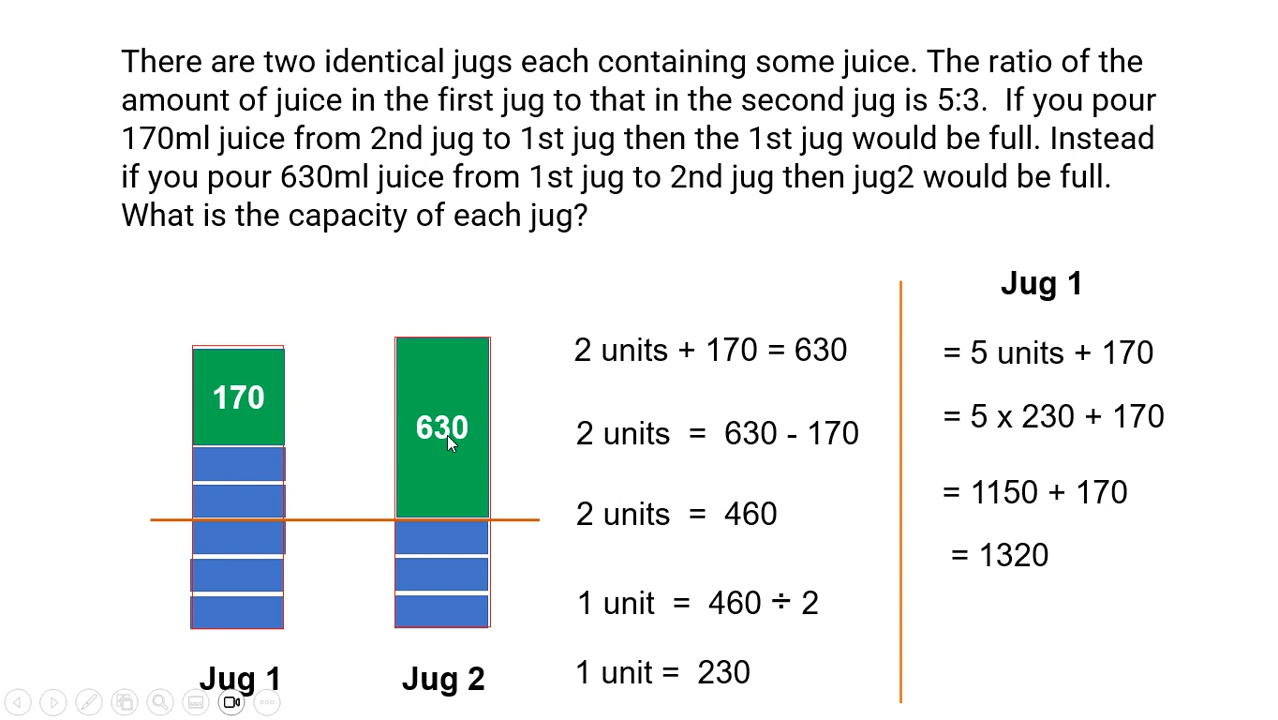 There are two identical jugs each containing some juice. The ratio of the
amount of juice in the first jug to that in the second jug is 5:3.  If you pour
170ml juice from 2nd jug to 1st jug then the 1st jug would be full. Instead
if you pour 630ml juice from 1st jug to 2nd jug then jug2 would be full.
What is the capacity of each jug?
170
Jug 1
630
Jug 2
2 units + 170 = 630
2 units = 630 - 170
2 units = 460
1 unit = 460 ÷ 2
1 unit = 230
Jug 1
= 5 units + 170
= 5 x 230 + 170
= 1150 + 170
= 1320